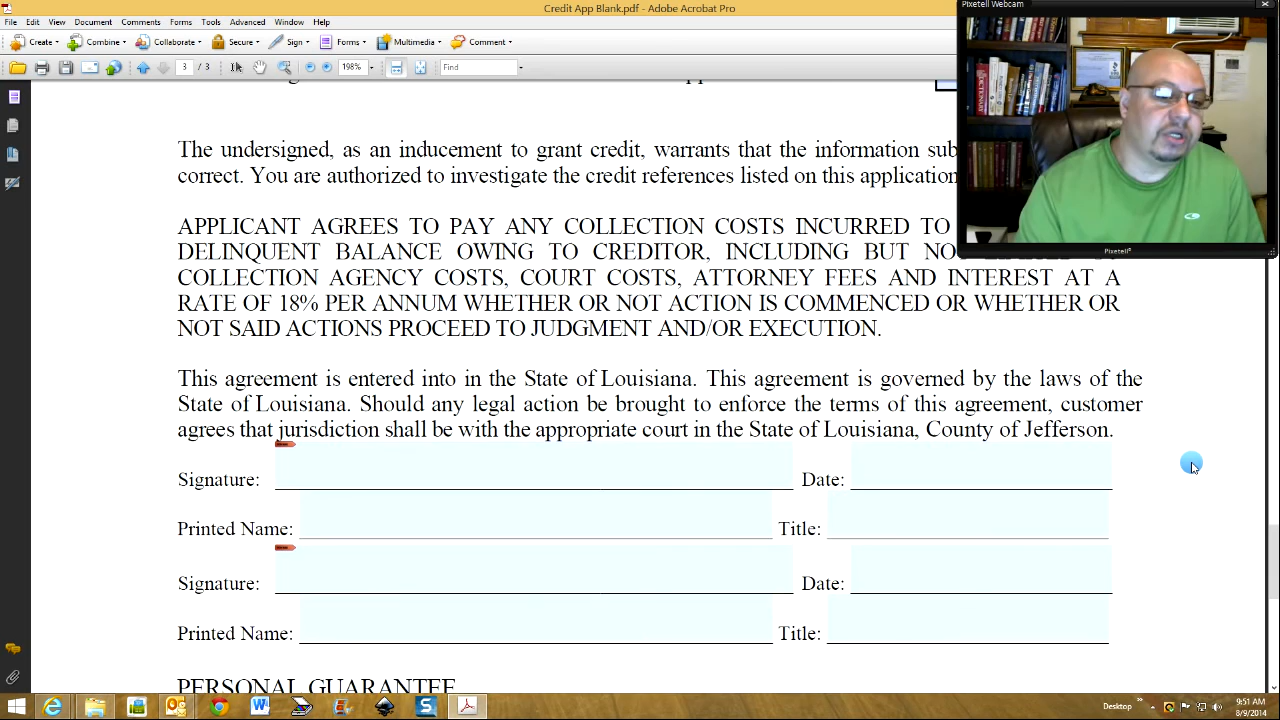 Credit App Blank.pdf - Adobe Acrobat Pro
Pixetell Webcam
File Edit View Document Comments Forms Tools Advanced Window Help
Create Combine Collaborate Secure Sign Forms Multimedia Comment
3 / 3 198% Find
The undersigned, as an inducement to grant credit, warrants that the information sub
correct. You are authorized to investigate the credit references listed on this application
Pixetell
APPLICANT AGREES TO PAY ANY COLLECTION COSTS INCURRED TO
DELINQUENT BALANCE OWING TO CREDITOR, INCLUDING BUT
COLLECTION AGENCY COSTS, COURT COSTS, ATTORNEY FEES AND INTEREST AT A
RATE OF 18% PER ANNUM WHETHER OR NOT ACTION IS COMMENCED OR WHETHER OR
NOT SAID ACTIONS PROCEED TO JUDGMENT AND/OR EXECUTION.
This agreement is entered into in the State of Louisiana. This agreement is governed by the laws of the
State of Louisiana. Should any legal action be brought to enforce the terms of this agreement, customer
agrees that jurisdiction shall be with the appropriate court in the State of Louisiana, County of Jefferson.
Signature: Date:
Printed Name: Title:
Signature: Date:
Printed Name: Title:
PERSONAL GUARANTEE
Desktop 9:51 AM
8/9/2014